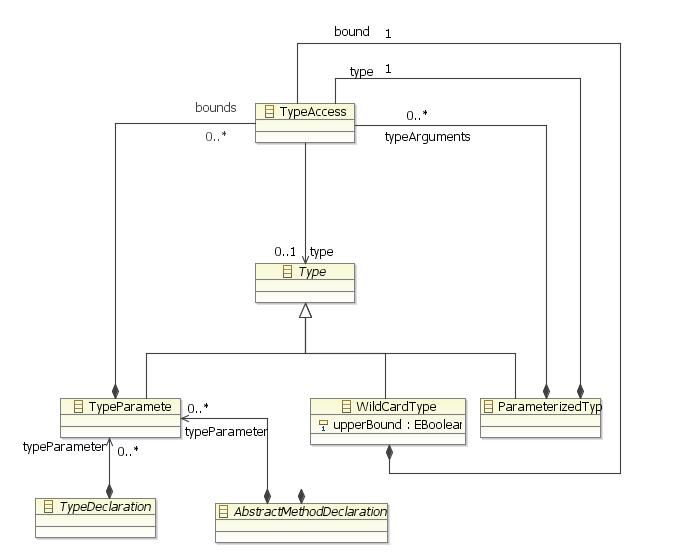 bound 1
type 1
bounds
TypeAccess
0..*
0..*
typeArguments
0..1 type
Type
TypeParamete
WildCardType
ParameterizedTyp
0..*
upperBound : EBoolear
typeParameter
typeParameter
0..*
TypeDeclaration
AbstractMethodDeclaration